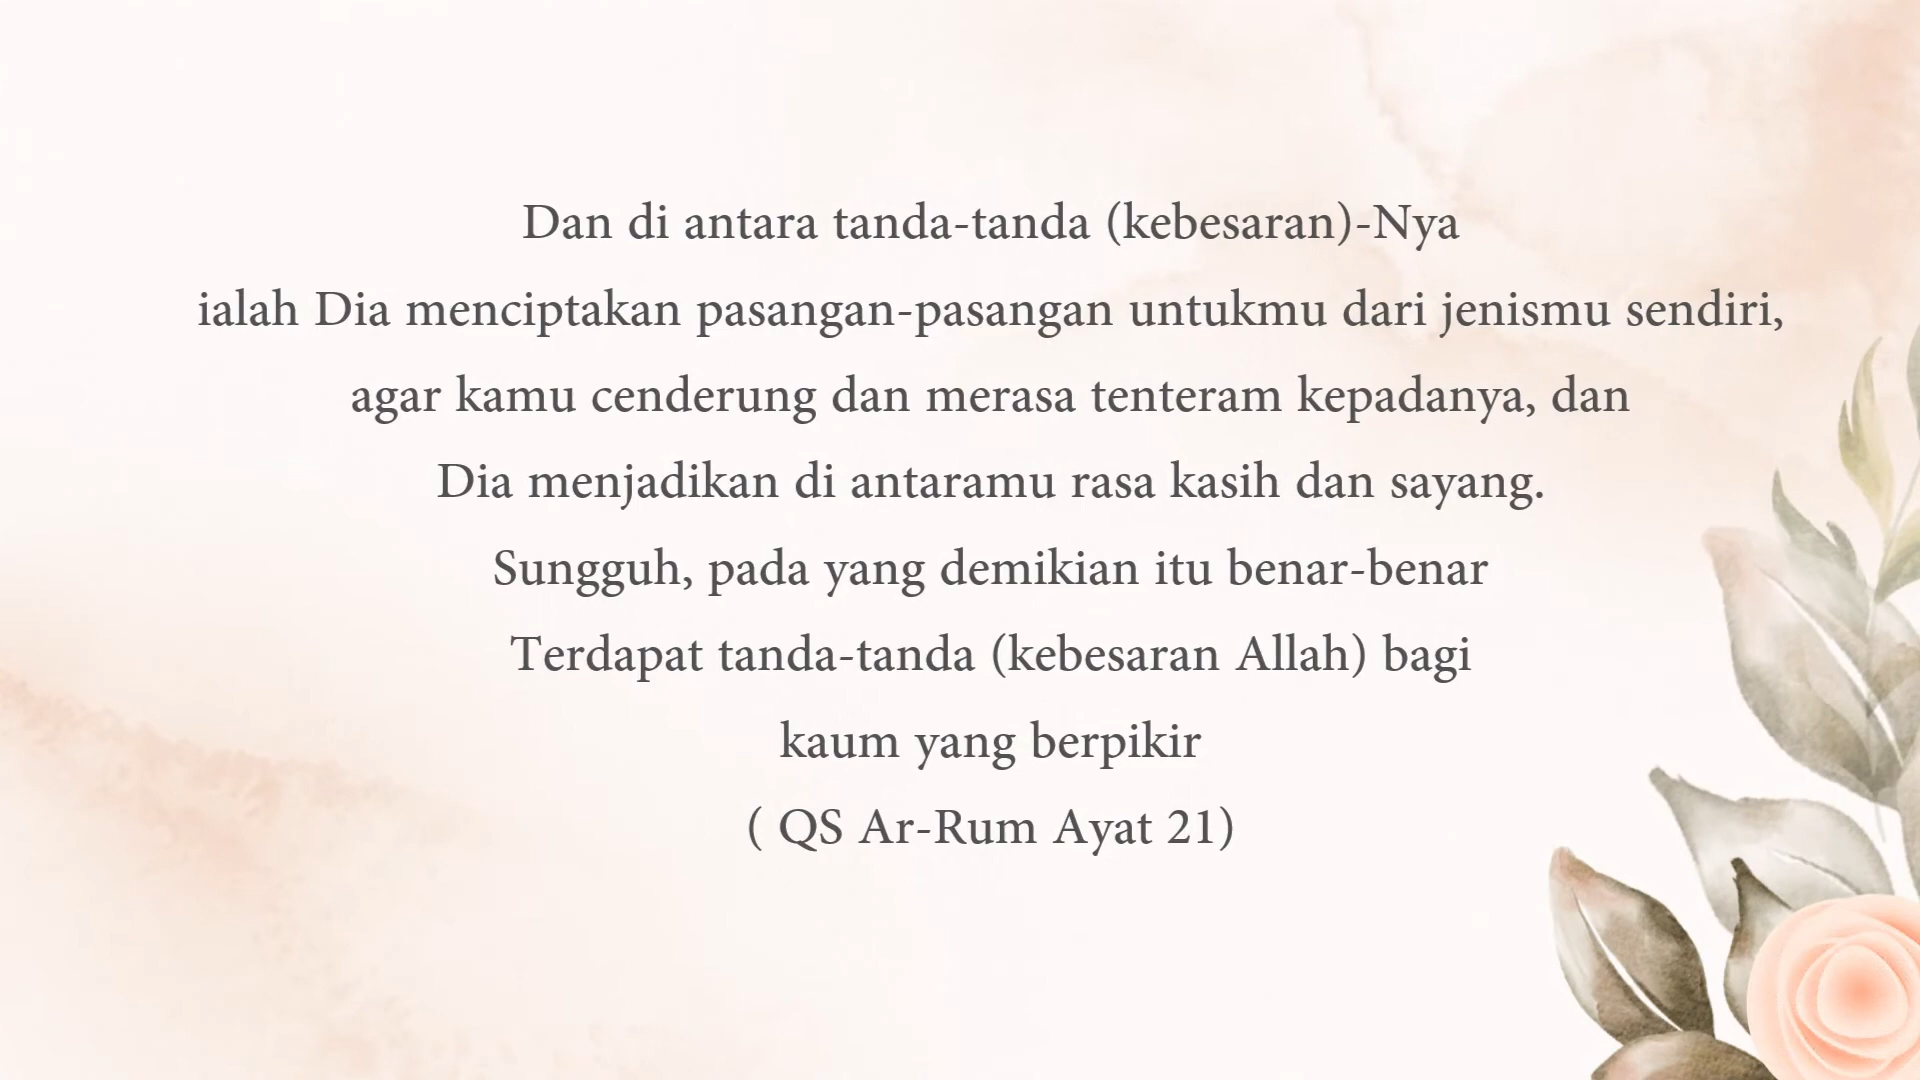 Dan di antara tanda-tanda (kebesaran)-Nya
ialah Dia menciptakan pasangan-pasangan untukmu dari jenismu sendiri,
agar kamu cenderung dan merasa tenteram kepadanya, dan
Dia menjadikan di antaramu rasa kasih dan sayang.
Sungguh, pada yang demikian itu benar-benar
Terdapat tanda-tanda (kebesaran Allah) bagi
kaum yang berpikir
( QS Ar-Rum Ayat 21)